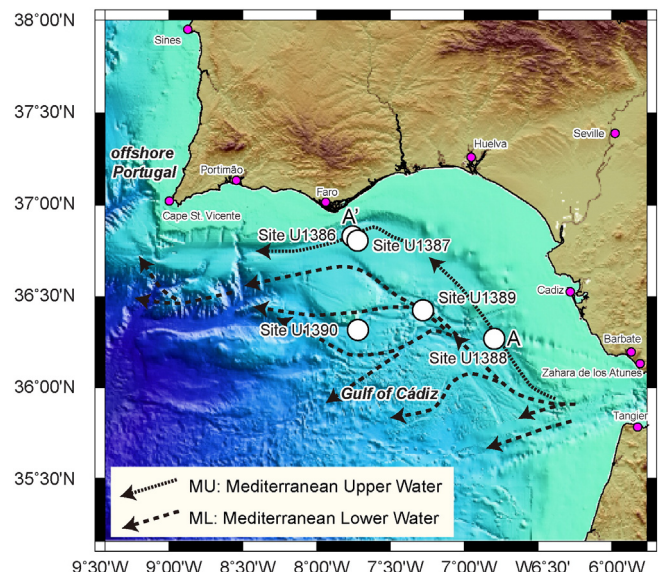 38°00'N
37°30'N
37°00'N
36°30'N
36°00'N
35°30'N
Sines
Seville
Huelva
offshore
Portugal
Portimão
Faro
Cape St. Vicente
A'
Site U1386
Site U1387
Site U1389
Cadiz
Site U1390
A
Site U1388
Barbate
Zahara de los Atunes
Gulf of Cádiz
Tangier
MU: Mediterranean Upper Water
ML: Mediterranean Lower Water
9°30'W 9°00'W 8°30'W 8°00'W 7°30'W 7°00'W 6°30'W 6°00'W